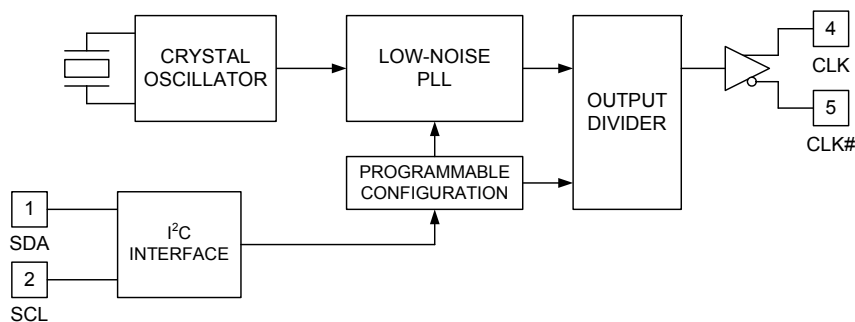 CRYSTAL
OSCILLATOR
LOW-NOISE
PLL
OUTPUT
DIVIDER
4
CLK
5
CLK#
PROGRAMMABLE
CONFIGURATION
1
SDA
I²C
INTERFACE
2
SCL